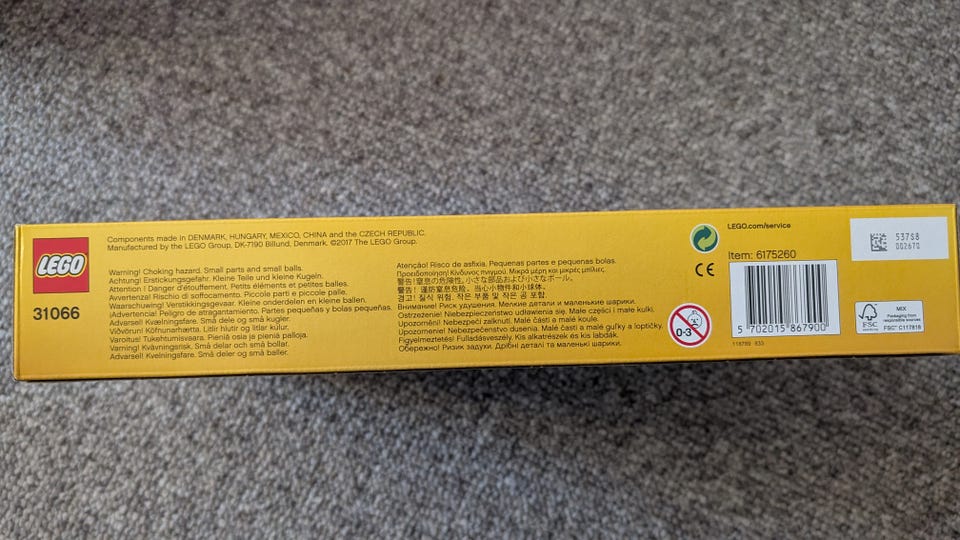 LEGO
31066
Components made in DENMARK, HUNGARY, MEXICO, CHINA and the CZECH REPUBLIC.
Manufactured by the LEGO Group, DK-7190 Billund, Denmark. ©2017 The LEGO Group.
Warning! Choking hazard. Small parts and small balls.
Achtung! Erstickungsgefahr. Kleine Teile und kleine Kugeln.
Attention ! Danger d'étouffement. Petits éléments et petites balles.
Avvertenza! Rischio di soffocamento. Piccole parti e piccole palle.
Waarschuwing! Verstikkingsgevaar. Kleine onderdelen en kleine ballen.
¡Advertencia! Peligro de atragantamiento. Partes pequeñas y bolas pequeñas.
Advarsel! Kvælningsfare. Små dele og små kugler.
Viðvörun! Köfnunarhætta. Litlir hlutir og litlar kúlur.
Varoitus! Tukehtumisvaara. Pieniä osia ja pieniä palloja.
Varning! Kvävningsrisk. Små delar och små bollar.
Advarsel! Kvelningsfare. Små deler og små baller.
Atenção! Risco de asfixia. Pequenas partes e pequenas bolas.
Προειδοποίηση! Κίνδυνος πνιγμού. Μικρά μέρη και μικρές μπίλιες.
警告!窒息の危険性。小さな部品および小さなボール。
警告!谨防窒息危险。当心小物件和小球体。
경고! 질식 위험. 작은 부품 및 작은 공 포함.
Внимание! Риск удушения. Мелкие детали и маленькие шарики.
Ostrzeżenie! Niebezpieczeństwo udławienia się. Małe części i małe kulki.
Upozornění! Nebezpečí zalknutí. Malé části a malé koule.
Upozornenie! Nebezpečenstvo dusenia. Malé časti a malé guľky a loptičky.
Figyelmeztetés! Fulladásveszély. Kis alkatrészek és kis labdák.
Обережно! Ризик задухи. Дрібні деталі та маленькі шарики.
CE
0-3
LEGO.com/service
Item: 6175260
5 702015 867900
118789 833
537S8
002670
FSC
MIX
Packaging from
responsible sources
FSC® C117818